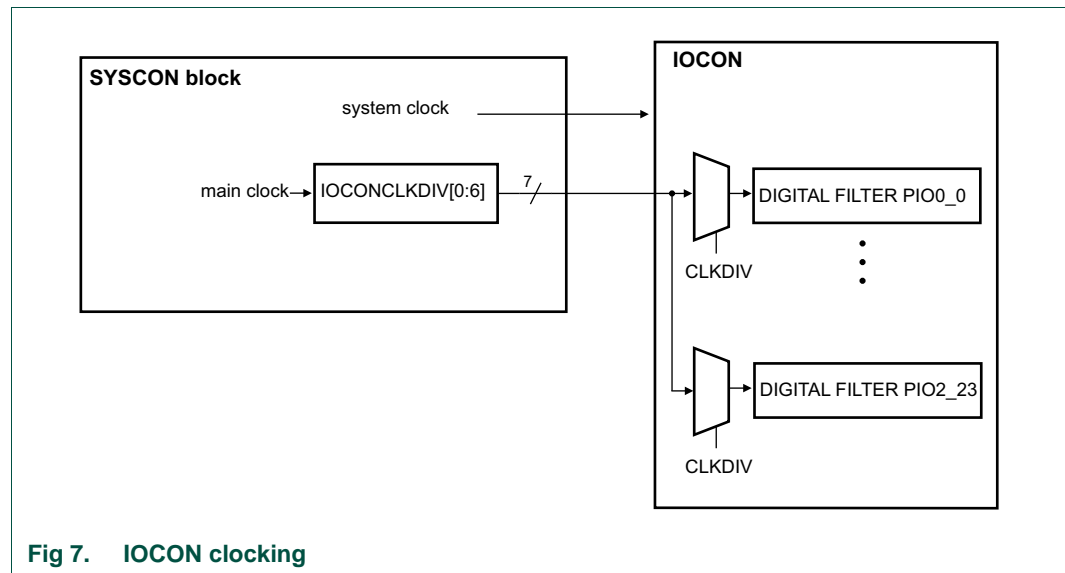 SYSCON block
system clock
main clock
IOCONCLKDIV[0:6]
7
IOCON
DIGITAL FILTER PIO0_0
CLKDIV
DIGITAL FILTER PIO2_23
CLKDIV
Fig 7. IOCON clocking